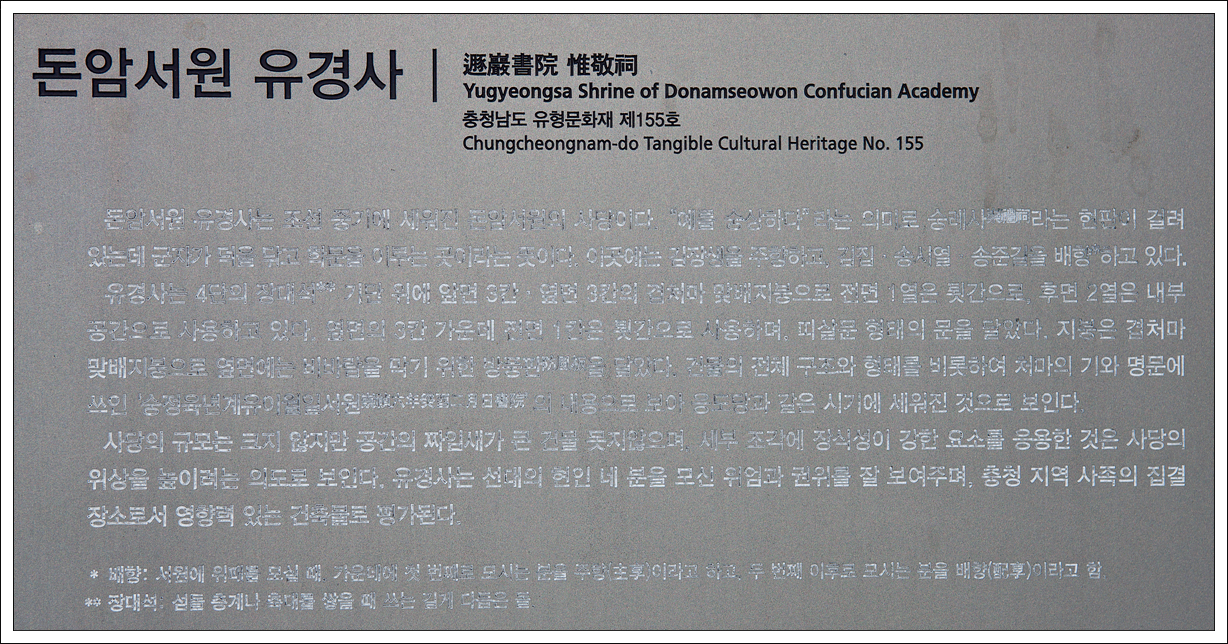 돈암서원 유경사
遯巖書院 惟敬祠
Yugyeongsa Shrine of Donamseowon Confucian Academy
충청남도 유형문화재 제155호
Chungcheongnam-do Tangible Cultural Heritage No. 155
돈암서원 유경사는 조선 중기에 세워진 돈암서원의 사당이다. “예를 숭상하다”라는 의미로 숭례사 라는 현판이 걸려
있는데 군자가 덕을 닦고 학문을 이루는 곳이라는 뜻이다. 이곳에는 김장생을 주향하고, 김집 · 송시열 · 송준길을 배향*하고 있다.
유경사는 4단의 장대석** 기단 위에 앞면 3칸 · 옆면 3칸의 겹처마 맞배지붕으로 전면 1열은 툇간으로, 후면 2열은 내부
공간으로 사용하고 있다. 옆면의 3칸 가운데 전면 1칸은 툇간으로 사용하며, 띠살문 형태의 문을 달았다. 지붕은 겹처마
맞배지붕으로 옆면에는 비바람을 막기 위한 방풍판 을 달았다. 건물의 전체 구조와 형태를 비롯하여 처마의 기와 명문에
쓰인 의 내용으로 보아 응도당과 같은 시기에 세워진 것으로 보인다.
사당의 규모는 크지 않지만 공간의 짜임새가 큰 건물 못지않으며, 세부 조각에 장식성이 강한 요소를 응용한 것은 사당의
위상을 높이려는 의도로 보인다. 유경사는 선대의 현인 네 분을 모신 위엄과 권위를 잘 보여주며, 충청 지역 사족의 집결
장소로서 영향력 있는 건축물로 평가된다.
* 배향: 서원에 위패를 모실 때, 가운데에 첫 번째로 모시는 분을 주향(主享)이라고 하고, 두 번째 이후로 모시는 분을 배향(配享)이라고 함.
** 장대석: 섬돌 층계나 축대를 쌓을 때 쓰는 길게 다듬은 돌.